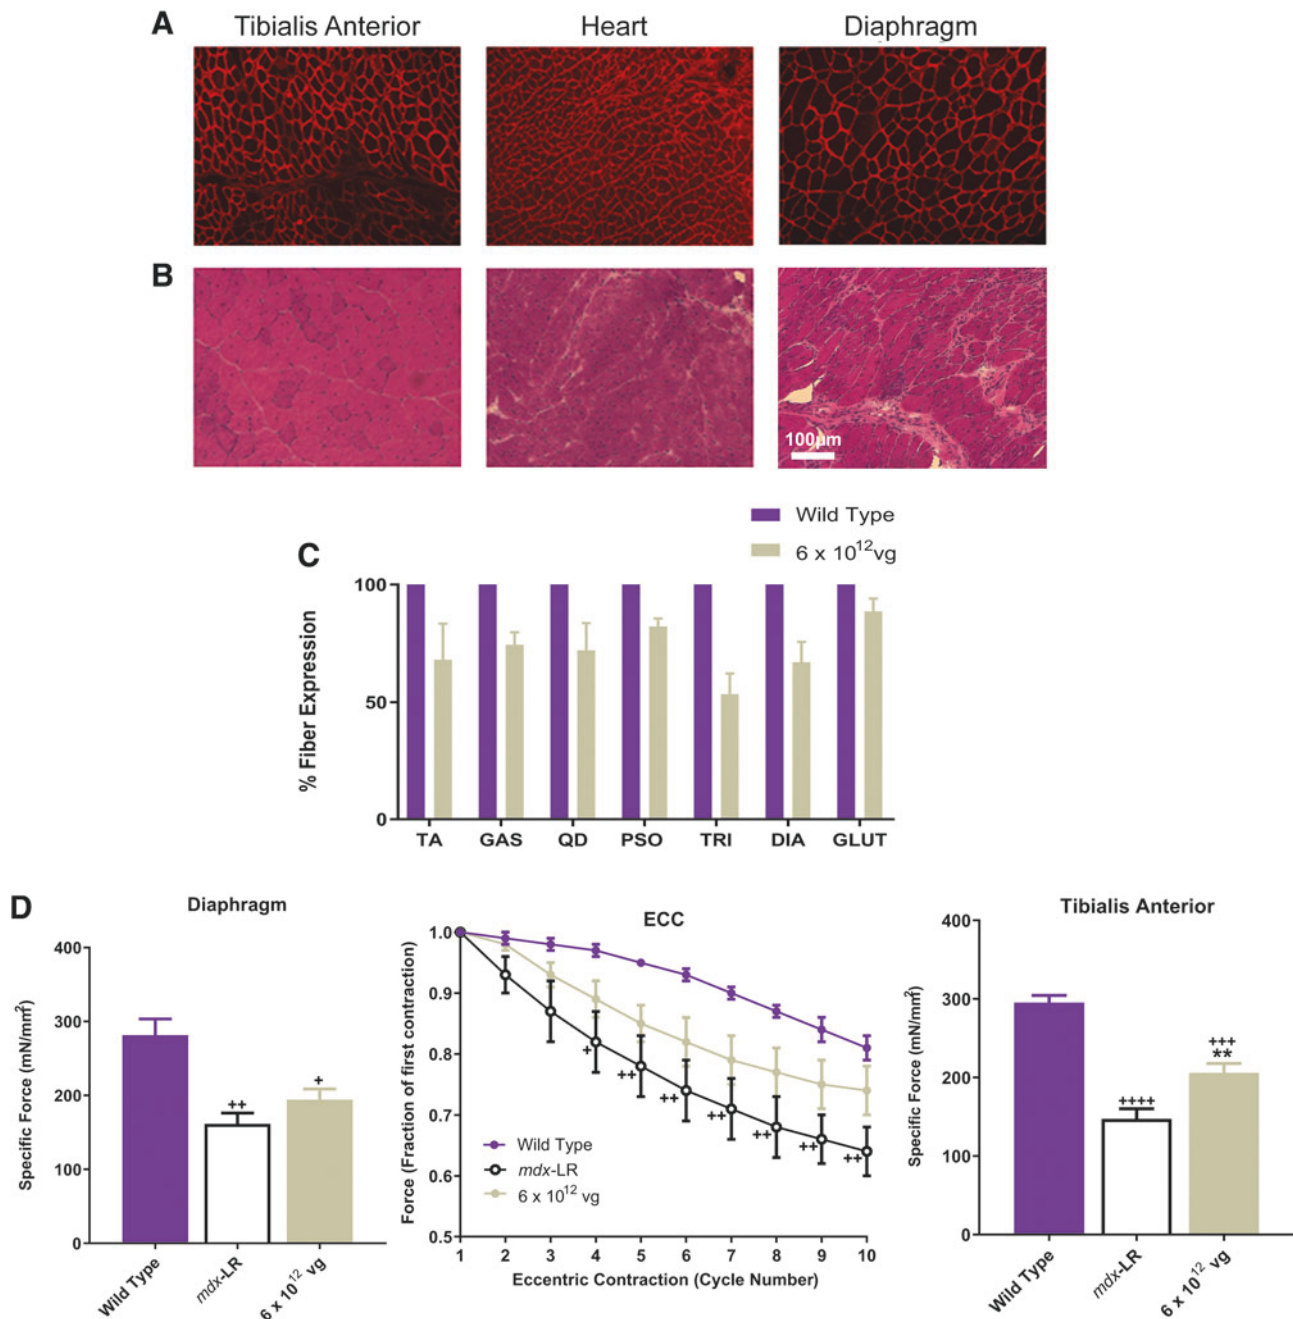 A
Tibialis Anterior
Heart
Diaphragm
B
100µm
Wild Type
6 x 10¹²vg
C
% Fiber Expression
100
50
0
TA GAS QD PSO TRI DIA GLUT
D
Diaphragm
Specific Force (mN/mm²)
400
300
200
100
0
++
+
Wild Type
mdx-LR
6 x 10¹² vg
ECC
Force (Fraction of first contraction)
1.0
0.9
0.8
0.7
0.6
0.5
+
++
++
++
++
++
++
Wild Type
mdx-LR
6 x 10¹² vg
1 2 3 4 5 6 7 8 9 10
Eccentric Contraction (Cycle Number)
Tibialis Anterior
Specific Force (mN/mm²)
400
300
200
100
0
++++
+++
**
Wild Type
mdx-LR
6 x 10¹² vg